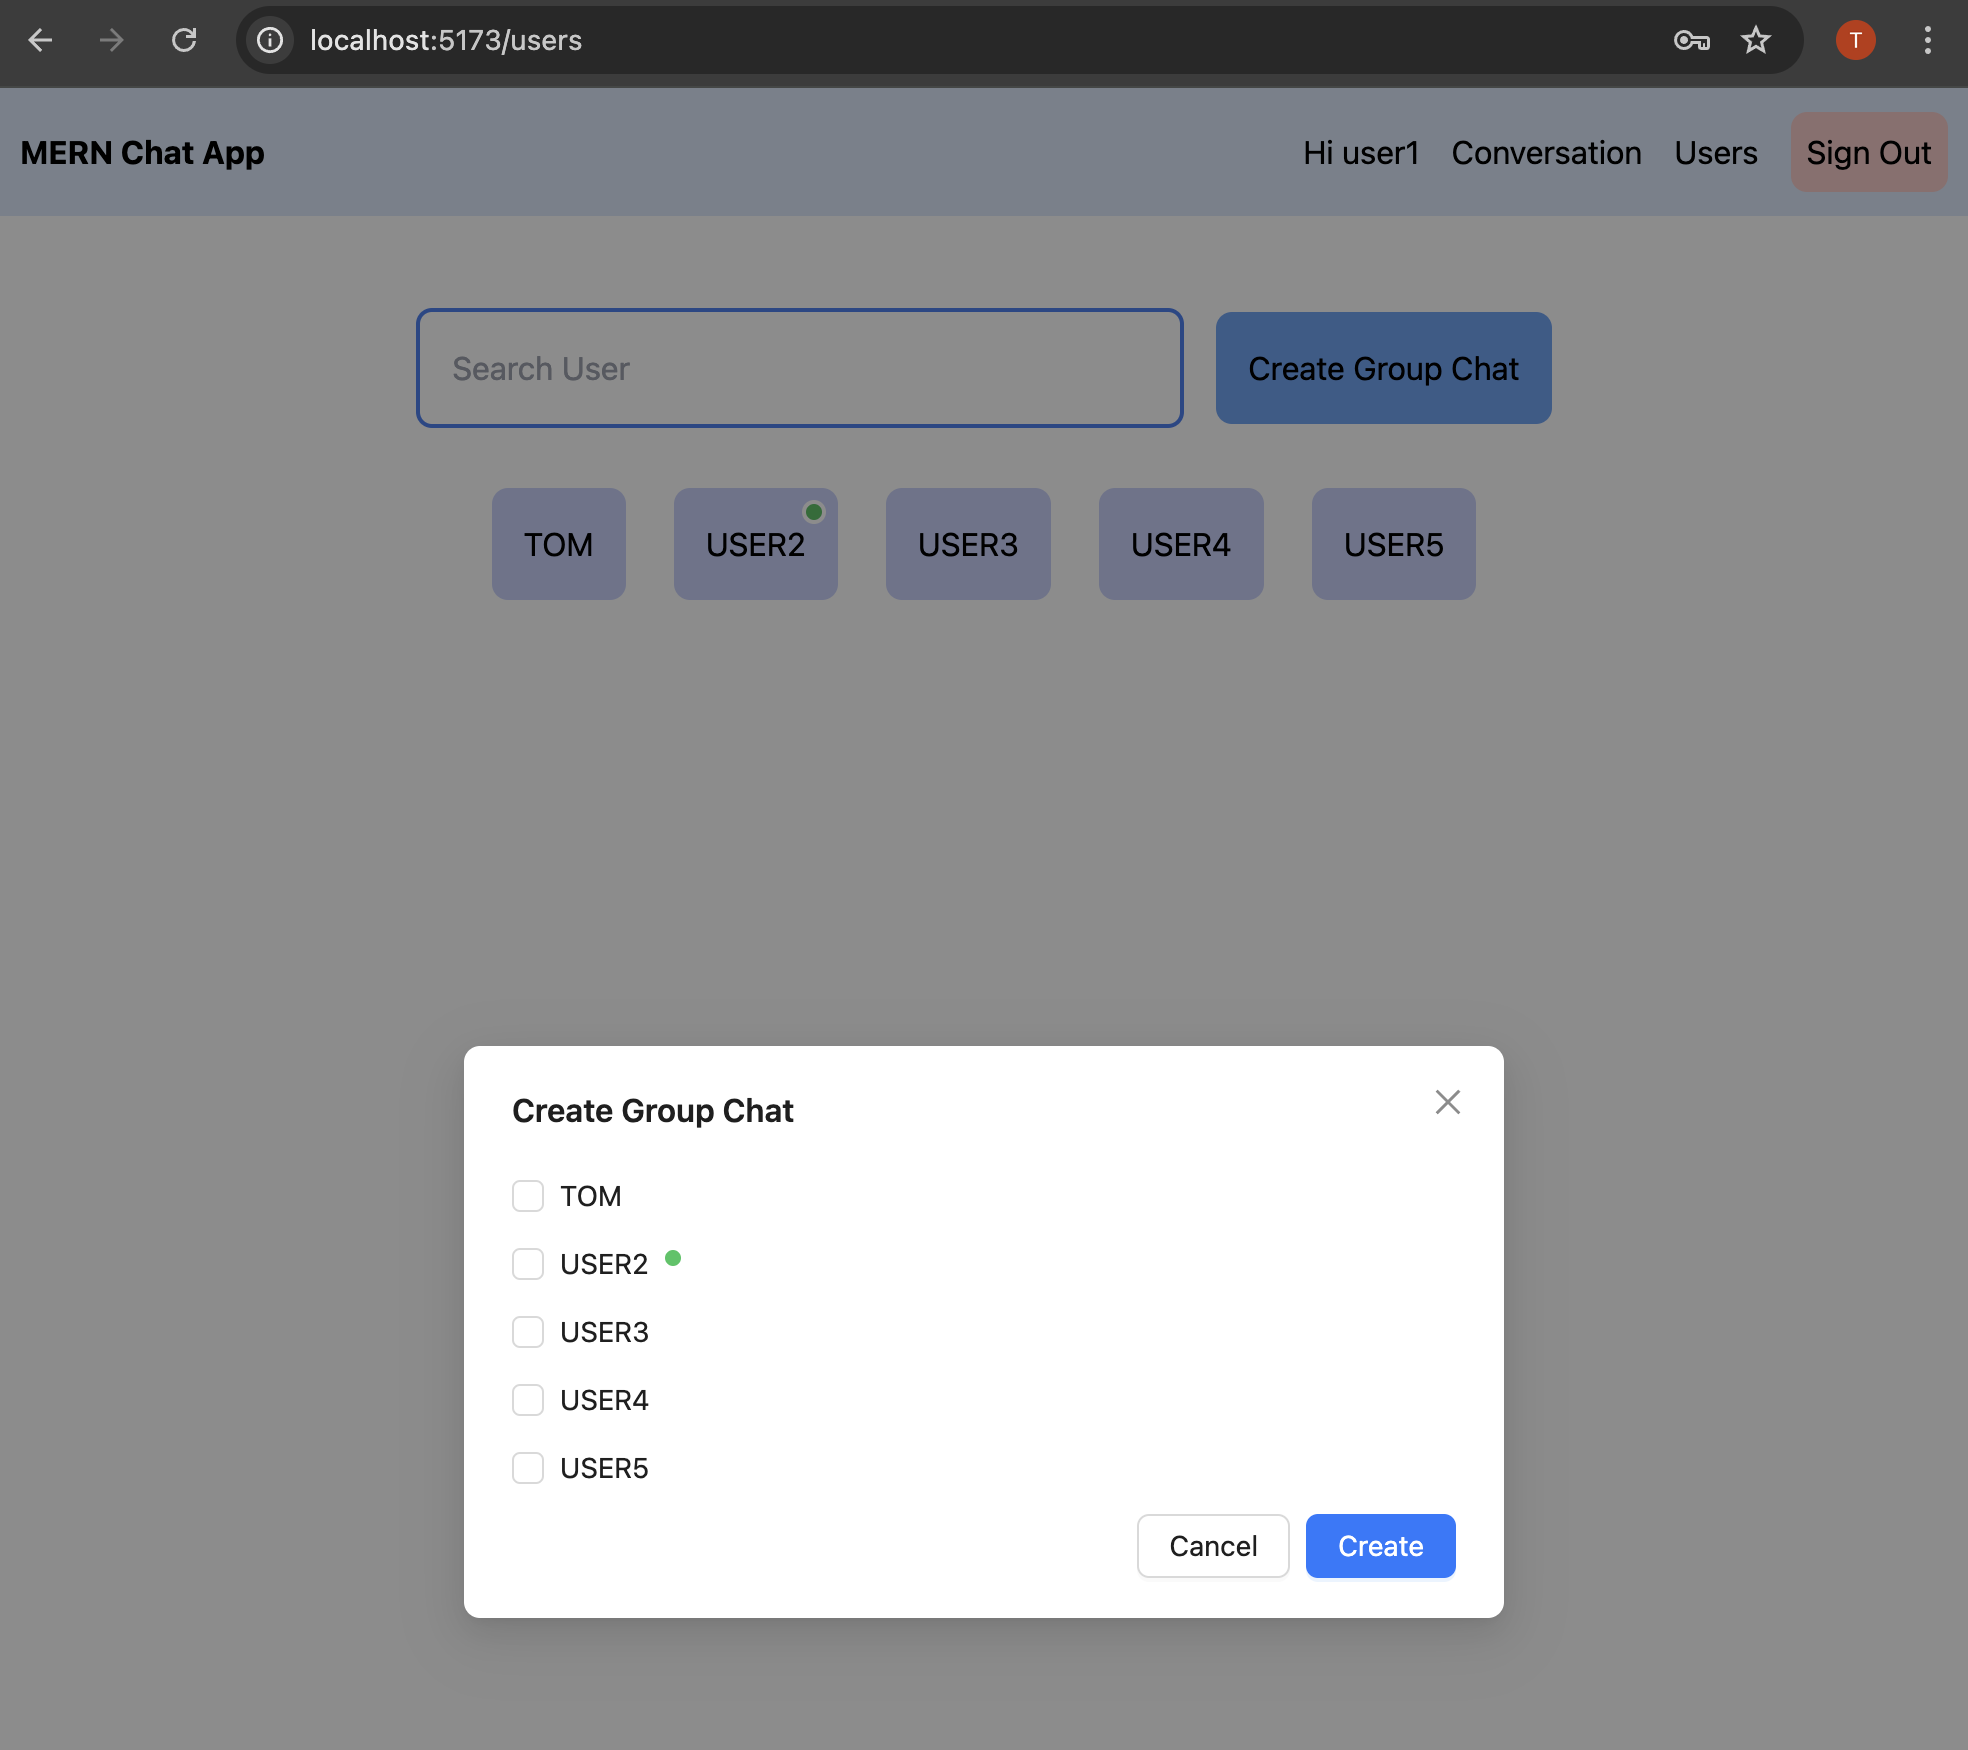 localhost:5173/users
T
MERN Chat App
Hi user1 Conversation Users Sign Out
Search User
Create Group Chat
TOM USER2 USER3 USER4 USER5
Create Group Chat
TOM
USER2
USER3
USER4
USER5
Cancel Create